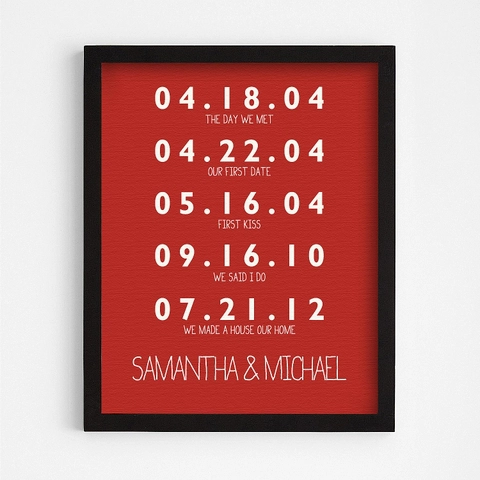 04.18.04
THE DAY WE MET
04.22.04
OUR FIRST DATE
05.16.04
FIRST KISS
09.16.10
WE SAID I DO
07.21.12
WE MADE A HOUSE OUR HOME
SAMANTHA & MICHAEL